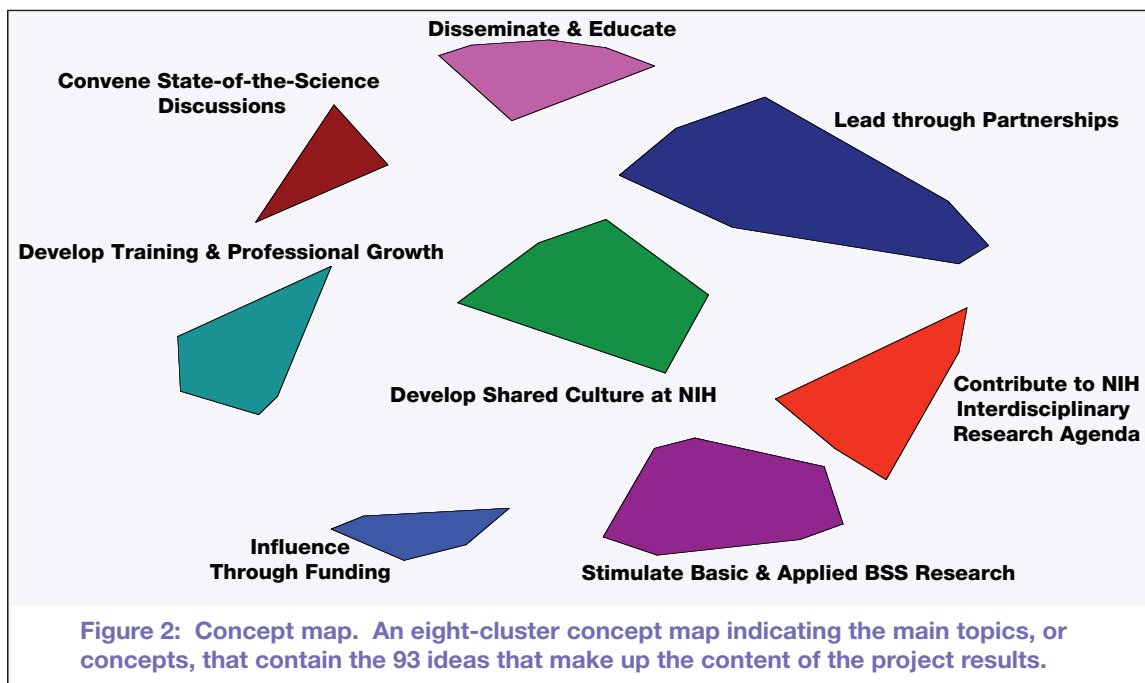 Disseminate & Educate
Convene State-of-the-Science
Discussions
Lead through Partnerships
Develop Training & Professional Growth
Develop Shared Culture at NIH
Contribute to NIH
Interdisciplinary
Research Agenda
Influence
Through Funding
Stimulate Basic & Applied BSS Research
Figure 2: Concept map. An eight-cluster concept map indicating the main topics, or
concepts, that contain the 93 ideas that make up the content of the project results.